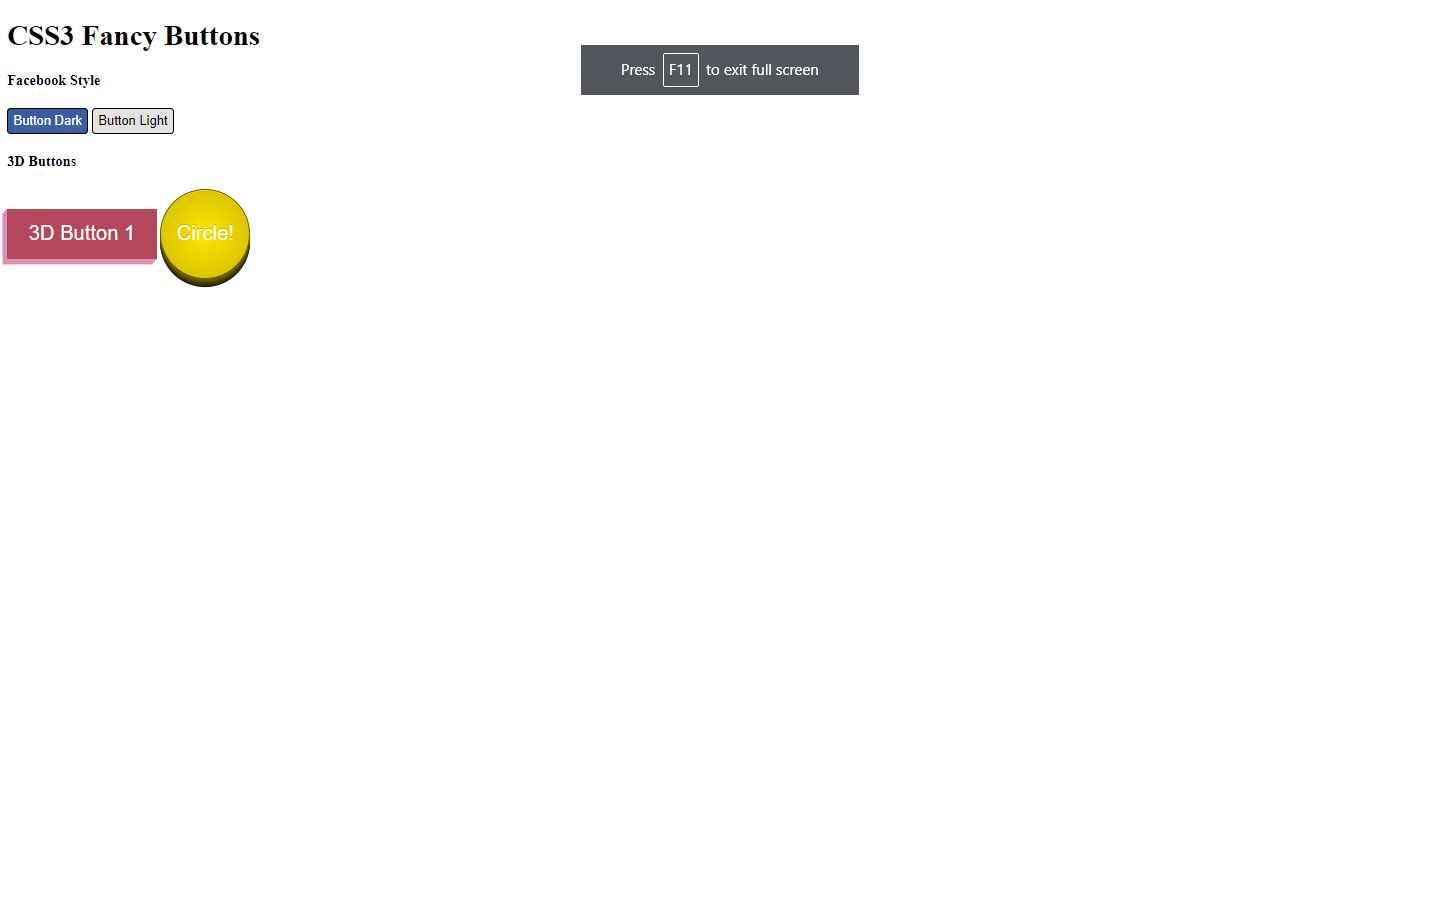 CSS3 Fancy Buttons
Press F11 to exit full screen
Facebook Style
Button Dark Button Light
3D Buttons
3D Button 1 Circle!